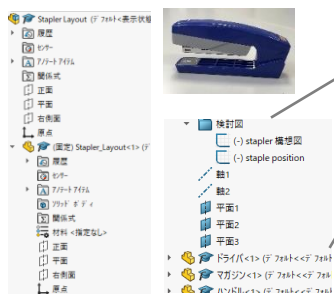 Stapler Layout (ﾃﾞﾌｫﾙﾄ<表示状態
履歴
ｾﾝｻｰ
ｱﾉﾃｰﾄ ｱｲﾃﾑ
関係式
正面
平面
右側面
原点
(固定) Stapler_Layout<1> (ﾃﾞ
履歴
ｾﾝｻｰ
ｱﾉﾃｰﾄ ｱｲﾃﾑ
ｿﾘｯﾄﾞ ﾎﾞﾃﾞｨ
関係式
材料 <指定なし>
正面
平面
右側面
原点
検討図
(-) stapler 構想図
(-) staple position
軸1
軸2
平面1
平面2
平面3
ﾄﾞﾗｲﾊﾞ<1> (ﾃﾞﾌｫﾙﾄ<<ﾃﾞﾌｫﾙﾄ
ﾏｶﾞｼﾞﾝ<1> (ﾃﾞﾌｫﾙﾄ<<ﾃﾞﾌｫﾙ
ﾊﾝﾄﾞﾙ<1> (ﾃﾞﾌｫﾙﾄ<<ﾃﾞﾌｫﾙﾄ